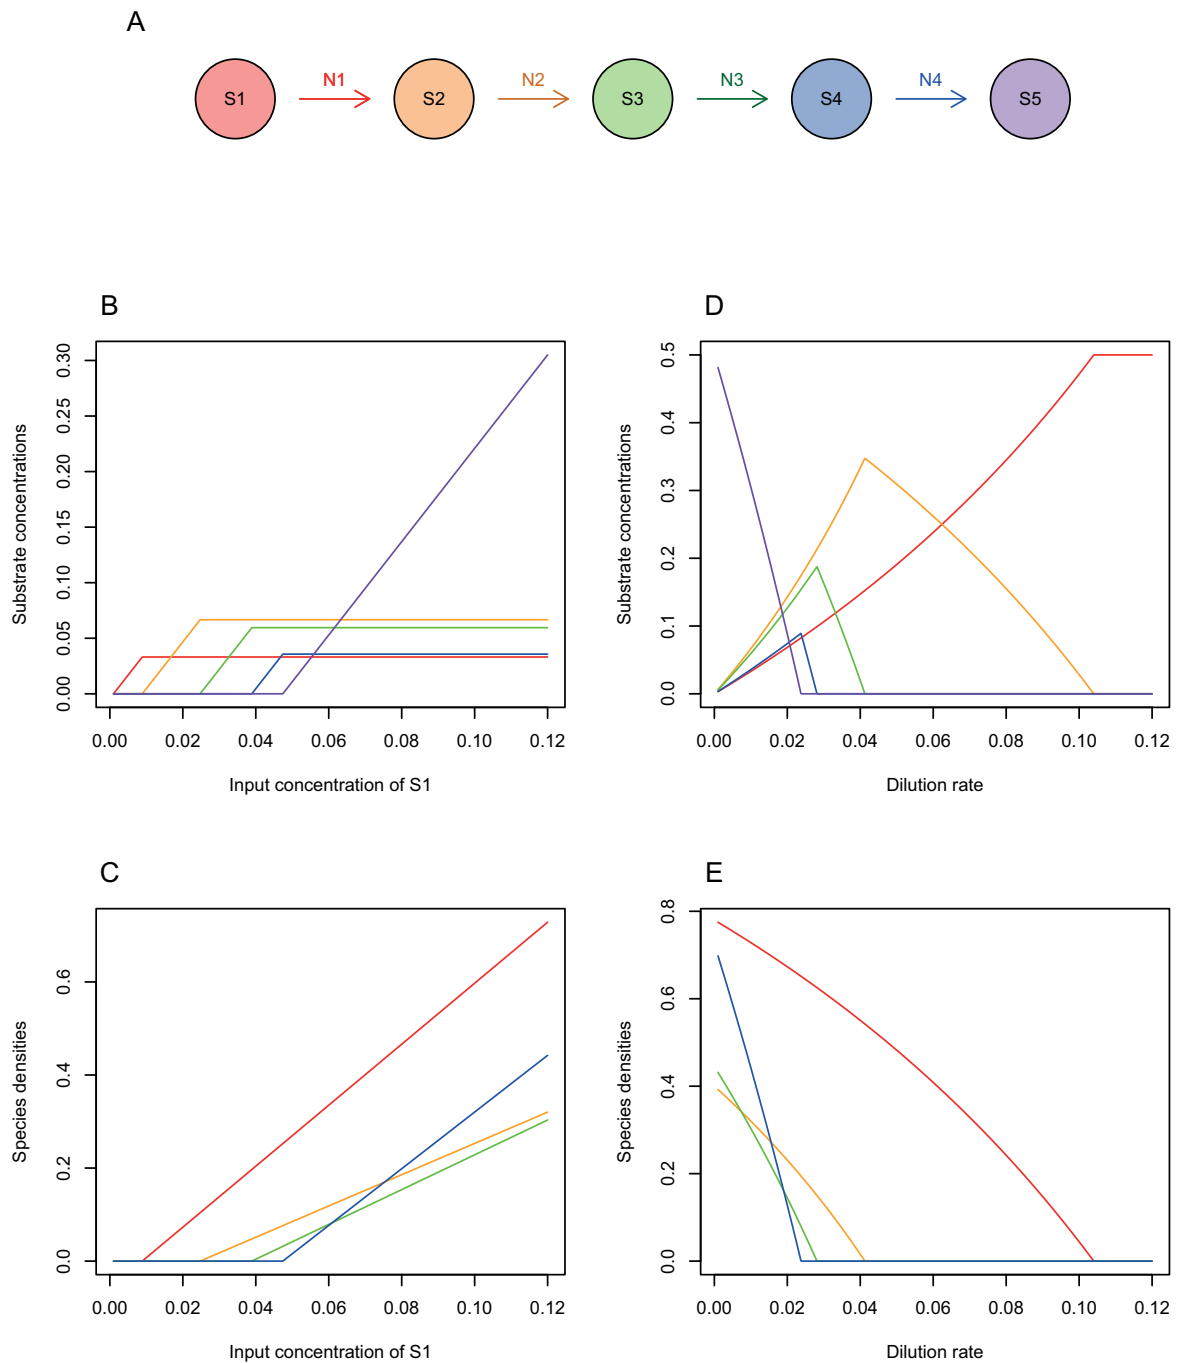 A
S1 N1 S2 N2 S3 N3 S4 N4 S5
B
Substrate concentrations
0.30
0.25
0.20
0.15
0.10
0.05
0.00
0.00 0.02 0.04 0.06 0.08 0.10 0.12
Input concentration of S1
D
Substrate concentrations
0.5
0.4
0.3
0.2
0.1
0.0
0.00 0.02 0.04 0.06 0.08 0.10 0.12
Dilution rate
C
Species densities
0.6
0.4
0.2
0.0
0.00 0.02 0.04 0.06 0.08 0.10 0.12
Input concentration of S1
E
Species densities
0.8
0.6
0.4
0.2
0.0
0.00 0.02 0.04 0.06 0.08 0.10 0.12
Dilution rate